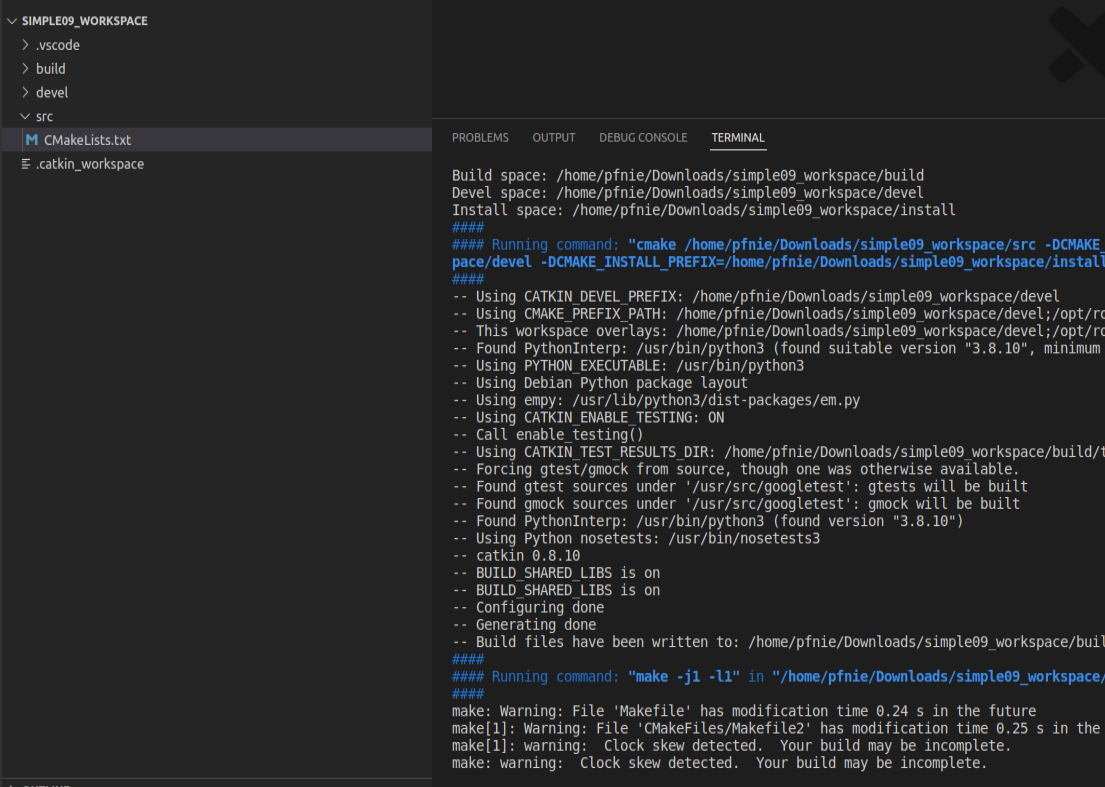 SIMPLE09_WORKSPACE
.vscode
build
devel
src
CMakeLists.txt
.catkin_workspace
PROBLEMS OUTPUT DEBUG CONSOLE TERMINAL
Build space: /home/pfnie/Downloads/simple09_workspace/build
Devel space: /home/pfnie/Downloads/simple09_workspace/devel
Install space: /home/pfnie/Downloads/simple09_workspace/install
####
#### Running command: "cmake /home/pfnie/Downloads/simple09_workspace/src -DCMAKE_
pace/devel -DCMAKE_INSTALL_PREFIX=/home/pfnie/Downloads/simple09_workspace/install
####
-- Using CATKIN_DEVEL_PREFIX: /home/pfnie/Downloads/simple09_workspace/devel
-- Using CMAKE_PREFIX_PATH: /home/pfnie/Downloads/simple09_workspace/devel;/opt/ro
-- This workspace overlays: /home/pfnie/Downloads/simple09_workspace/devel;/opt/ro
-- Found PythonInterp: /usr/bin/python3 (found suitable version "3.8.10", minimum
-- Using PYTHON_EXECUTABLE: /usr/bin/python3
-- Using Debian Python package layout
-- Using empy: /usr/lib/python3/dist-packages/em.py
-- Using CATKIN_ENABLE_TESTING: ON
-- Call enable_testing()
-- Using CATKIN_TEST_RESULTS_DIR: /home/pfnie/Downloads/simple09_workspace/build/t
-- Forcing gtest/gmock from source, though one was otherwise available.
-- Found gtest sources under '/usr/src/googletest': gtests will be built
-- Found gmock sources under '/usr/src/googletest': gmock will be built
-- Found PythonInterp: /usr/bin/python3 (found version "3.8.10")
-- Using Python nosetests: /usr/bin/nosetests3
-- catkin 0.8.10
-- BUILD_SHARED_LIBS is on
-- BUILD_SHARED_LIBS is on
-- Configuring done
-- Generating done
-- Build files have been written to: /home/pfnie/Downloads/simple09_workspace/buil
####
#### Running command: "make -j1 -l1" in "/home/pfnie/Downloads/simple09_workspace/
####
make: Warning: File 'Makefile' has modification time 0.24 s in the future
make[1]: Warning: File 'CMakeFiles/Makefile2' has modification time 0.25 s in the
make[1]: warning:  Clock skew detected.  Your build may be incomplete.
make: warning:  Clock skew detected.  Your build may be incomplete.